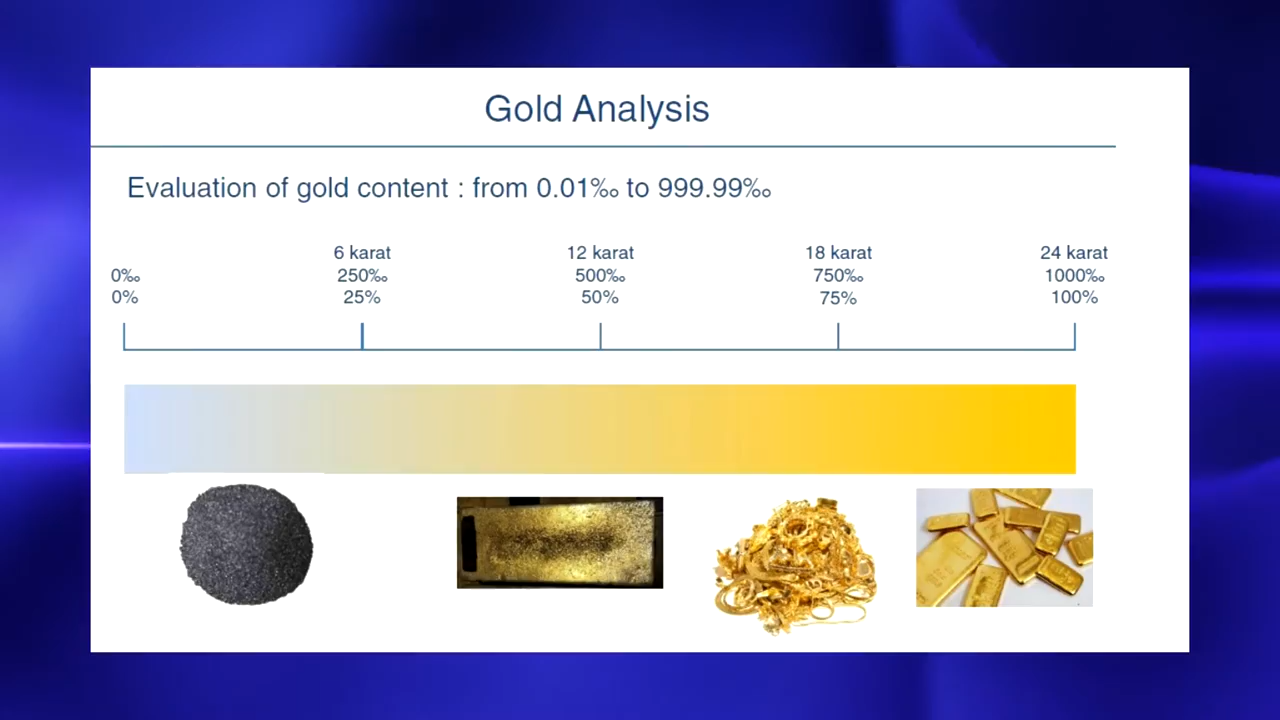 Gold Analysis
Evaluation of gold content : from 0.01‰ to 999.99‰
6 karat 12 karat 18 karat 24 karat
0‰ 250‰ 500‰ 750‰ 1000‰
0% 25% 50% 75% 100%